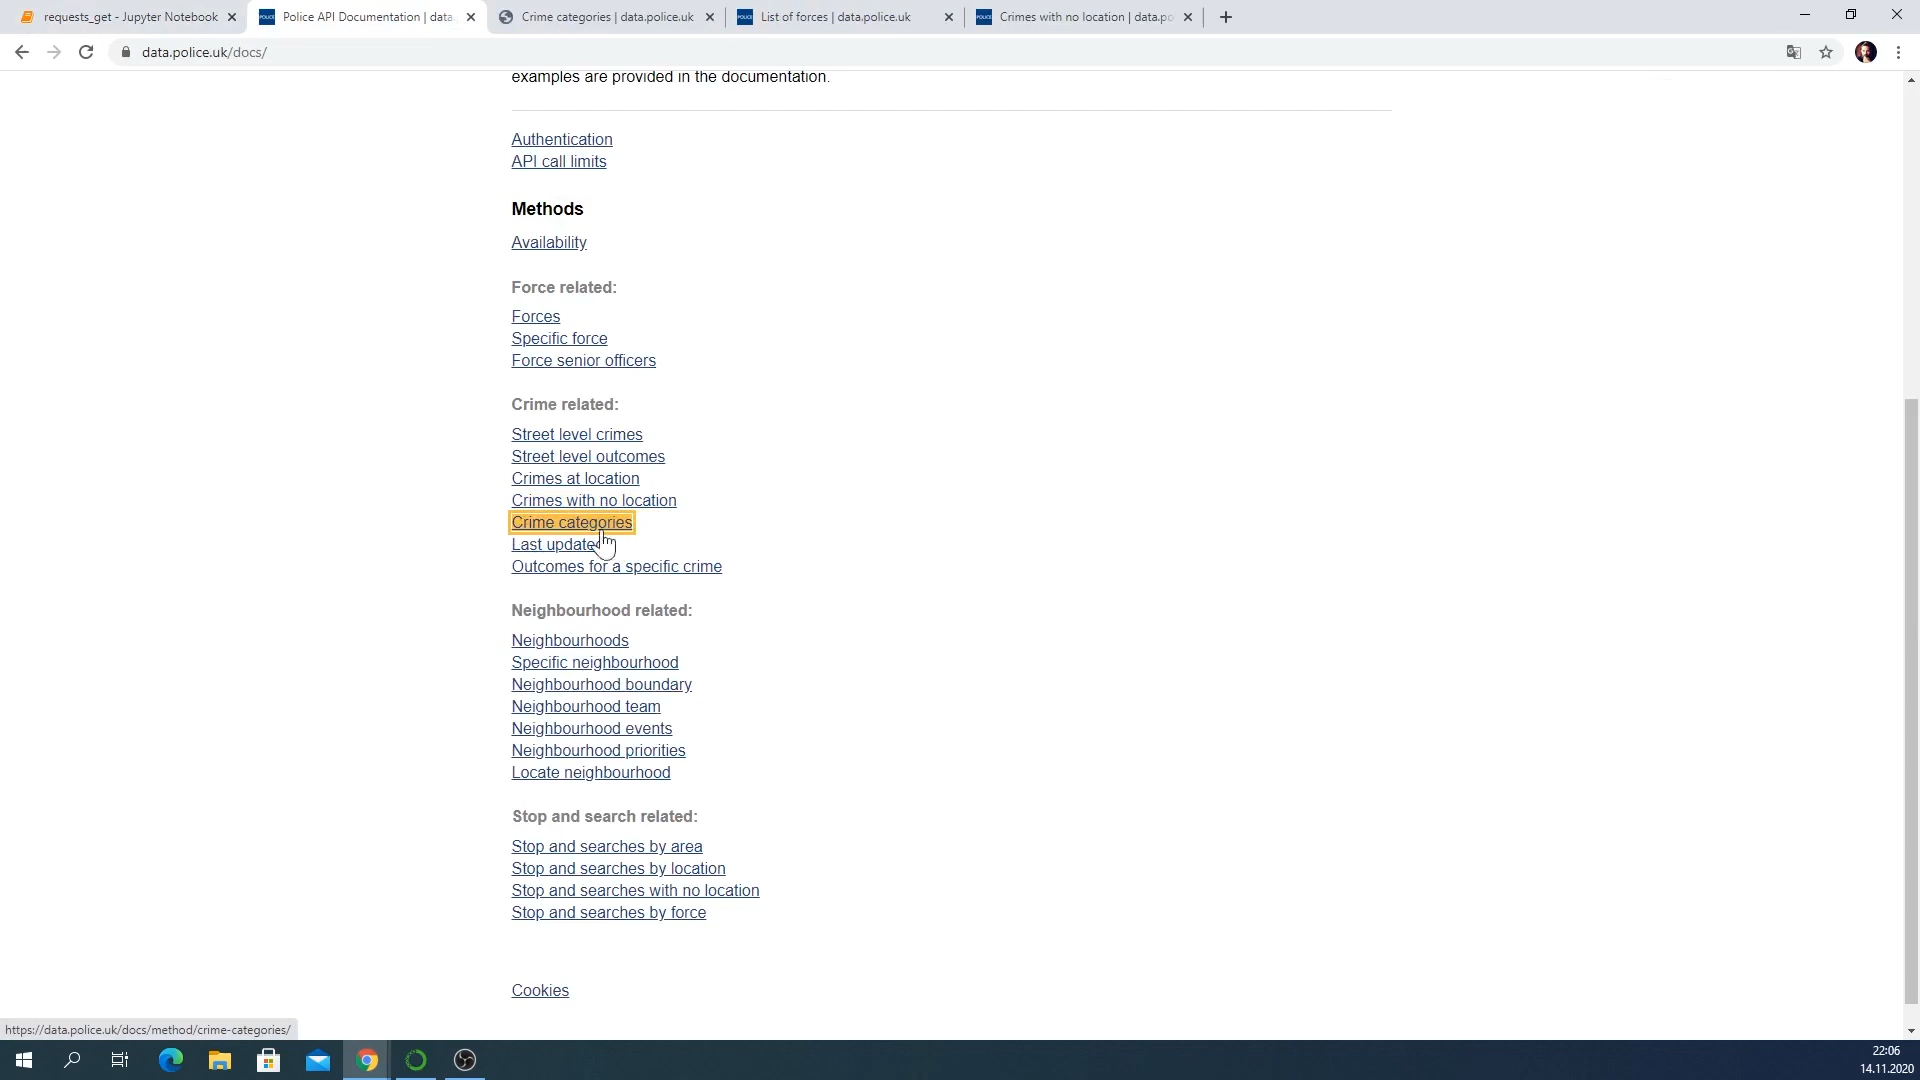 requests_get - Jupyter Notebook
Police API Documentation | data.
Crime categories | data.police.uk
List of forces | data.police.uk
Crimes with no location | data.po
data.police.uk/docs/
examples are provided in the documentation.
Authentication
API call limits
Methods
Availability
Force related:
Forces
Specific force
Force senior officers
Crime related:
Street level crimes
Street level outcomes
Crimes at location
Crimes with no location
Crime categories
Last updated
Outcomes for a specific crime
Neighbourhood related:
Neighbourhoods
Specific neighbourhood
Neighbourhood boundary
Neighbourhood team
Neighbourhood events
Neighbourhood priorities
Locate neighbourhood
Stop and search related:
Stop and searches by area
Stop and searches by location
Stop and searches with no location
Stop and searches by force
Cookies
https://data.police.uk/docs/method/crime-categories/
22:06
14.11.2020